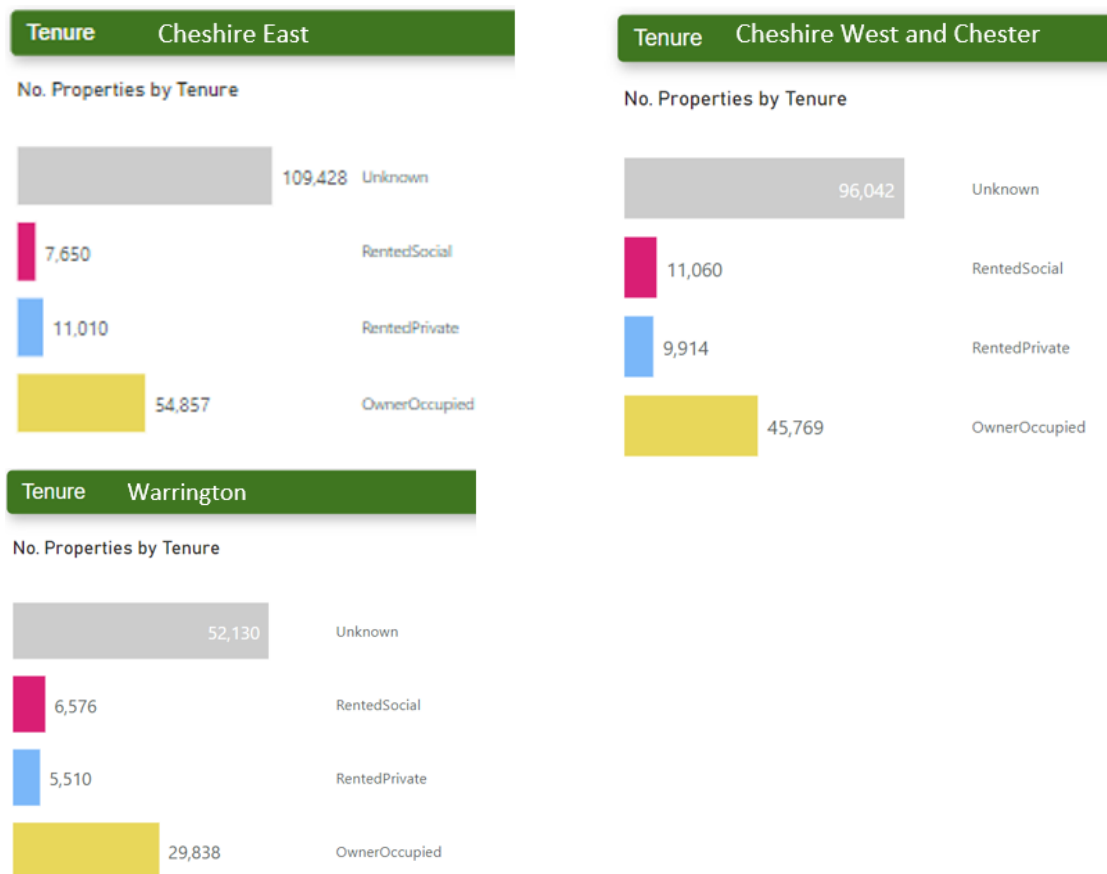 Tenure Cheshire East
No. Properties by Tenure
109,428 Unknown
7,650 RentedSocial
11,010 RentedPrivate
54,857 OwnerOccupied
Tenure Cheshire West and Chester
No. Properties by Tenure
96,042 Unknown
11,060 RentedSocial
9,914 RentedPrivate
45,769 OwnerOccupied
Tenure Warrington
No. Properties by Tenure
52,130 Unknown
6,576 RentedSocial
5,510 RentedPrivate
29,838 OwnerOccupied